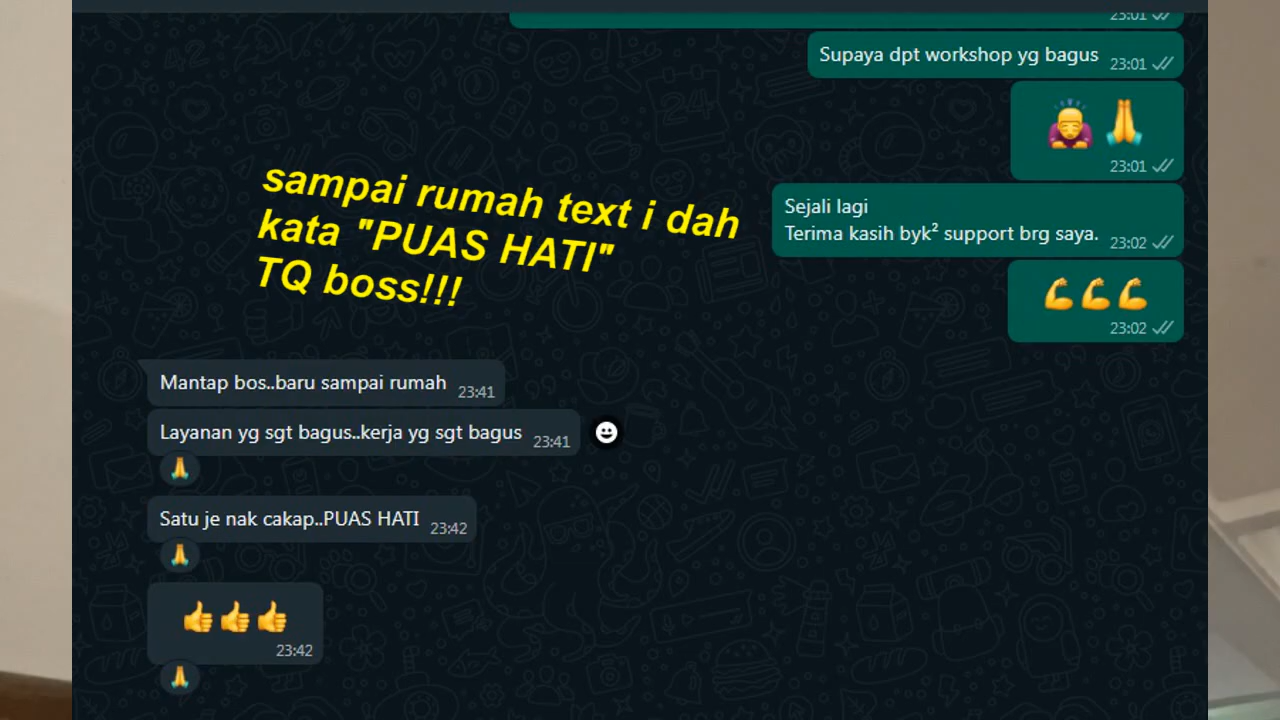 23:01
Supaya dpt workshop yg bagus 23:01
🙇🙏
23:01
Sejali lagi
Terima kasih byk² support brg saya. 23:02
💪💪💪
23:02
sampai rumah text i dah
kata "PUAS HATI"
TQ boss!!!
Mantap bos..baru sampai rumah 23:41
Layanan yg sgt bagus..kerja yg sgt bagus 23:41
🙏
Satu je nak cakap..PUAS HATI 23:42
🙏
👍👍👍
23:42
🙏